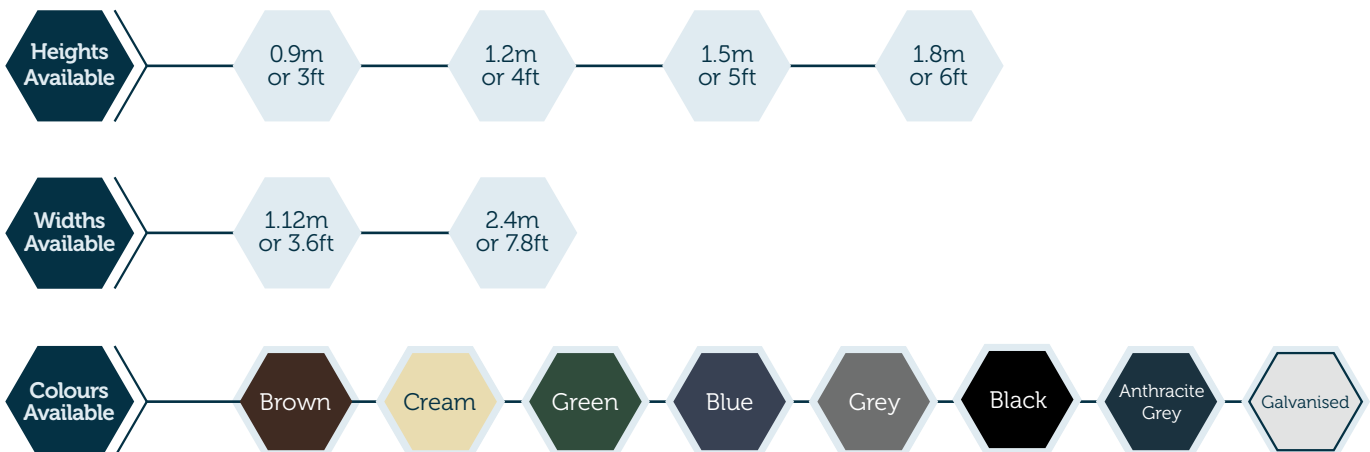 Heights
Available
0.9m
or 3ft
1.2m
or 4ft
1.5m
or 5ft
1.8m
or 6ft
Widths
Available
1.12m
or 3.6ft
2.4m
or 7.8ft
Colours
Available
Brown
Cream
Green
Blue
Grey
Black
Anthracite
Grey
Galvanised